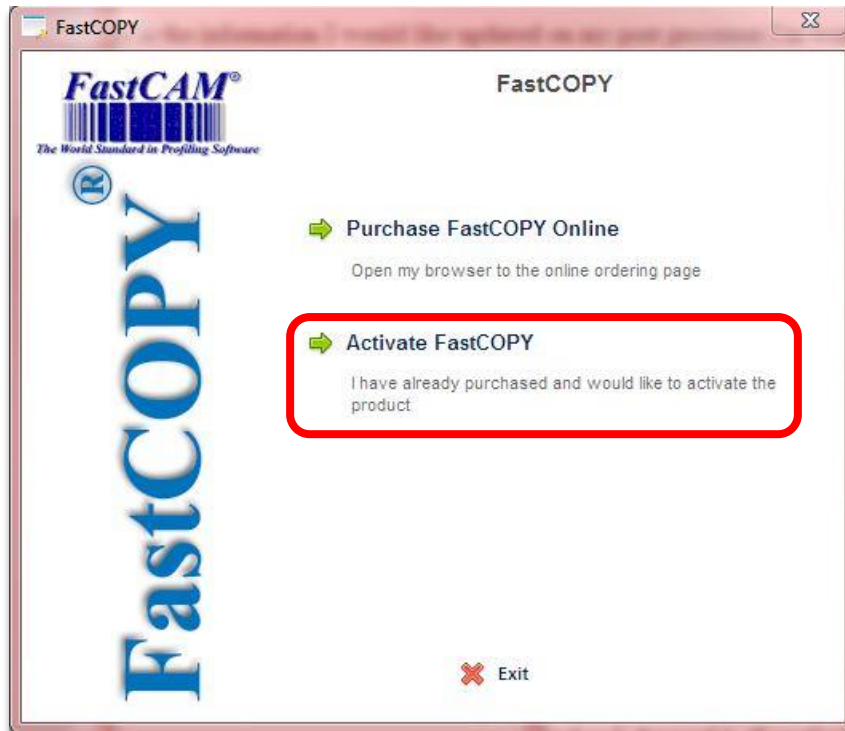 FastCOPY
FastCAM®
The World Standard in Profiling Software
FastCOPY
FastCOPY®
Purchase FastCOPY Online
Open my browser to the online ordering page
Activate FastCOPY
I have already purchased and would like to activate the
product
Exit